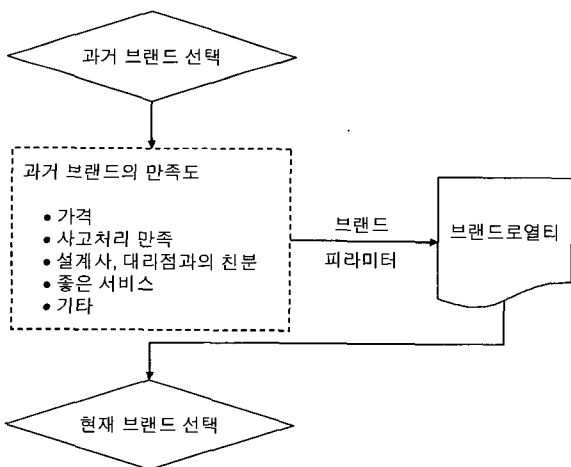 과거 브랜드 선택
과거 브랜드의 만족도
• 가격
• 사고처리 만족
• 설계사, 대리점과의 친분
• 좋은 서비스
• 기타
브랜드
피라미터
브랜드로열티
현재 브랜드 선택